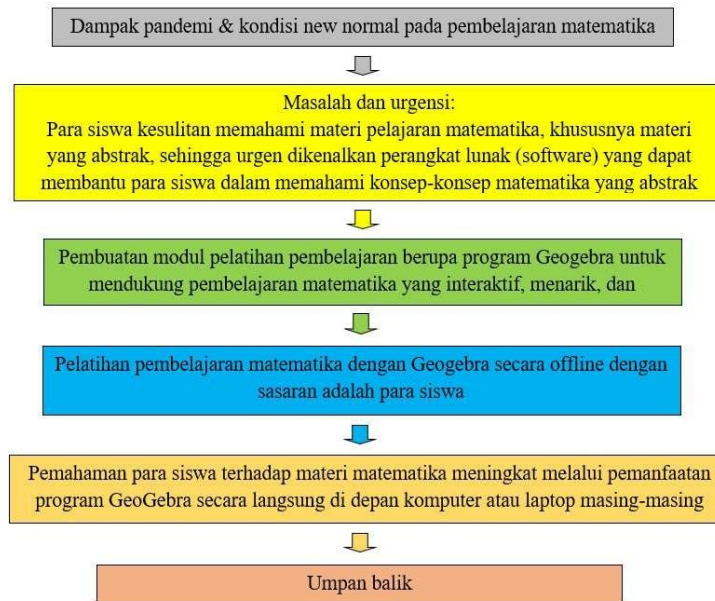 Dampak pandemi & kondisi new normal pada pembelajaran matematika
Masalah dan urgensi:
Para siswa kesulitan memahami materi pelajaran matematika, khususnya materi
yang abstrak, sehingga urgen dikenalkan perangkat lunak (software) yang dapat
membantu para siswa dalam memahami konsep-konsep matematika yang abstrak
Pembuatan modul pelatihan pembelajaran berupa program Geogebra untuk
mendukung pembelajaran matematika yang interaktif, menarik, dan
Pelatihan pembelajaran matematika dengan Geogebra secara offline dengan
sasaran adalah para siswa
Pemahaman para siswa terhadap materi matematika meningkat melalui pemanfaatan
program GeoGebra secara langsung di depan komputer atau laptop masing-masing
Umpan balik